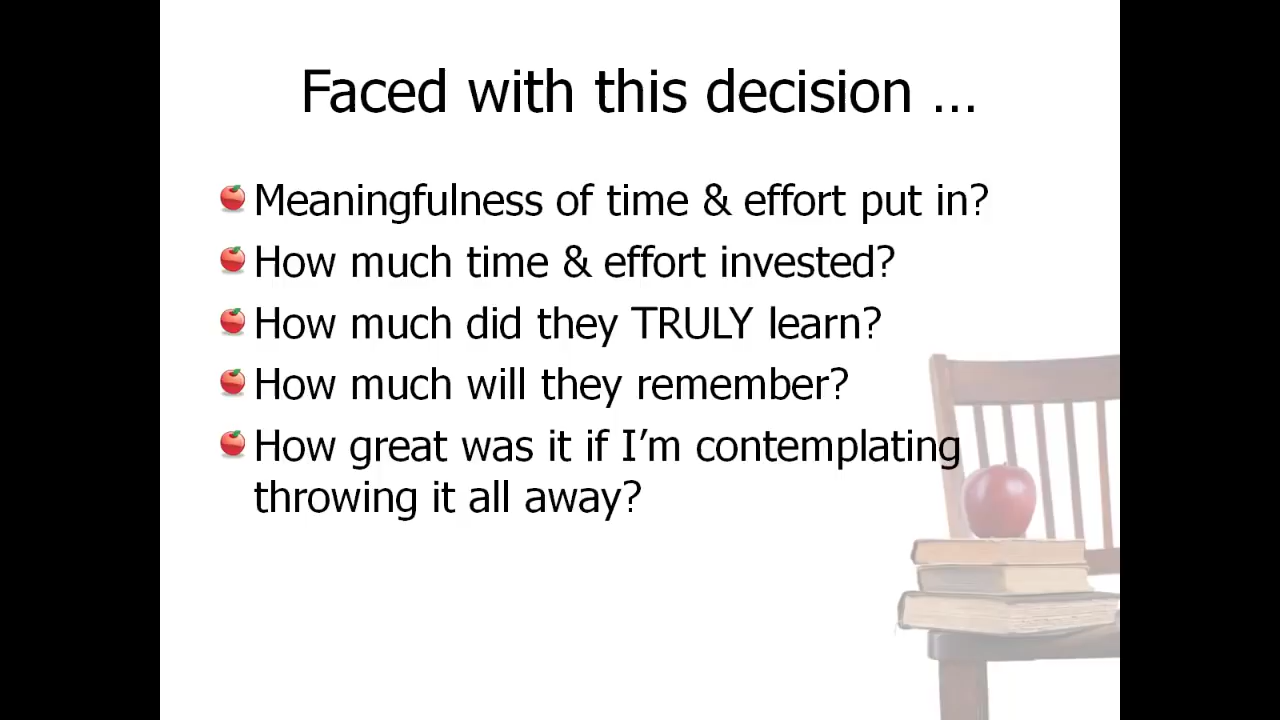 Faced with this decision ...
Meaningfulness of time & effort put in?
How much time & effort invested?
How much did they TRULY learn?
How much will they remember?
How great was it if I’m contemplating
throwing it all away?